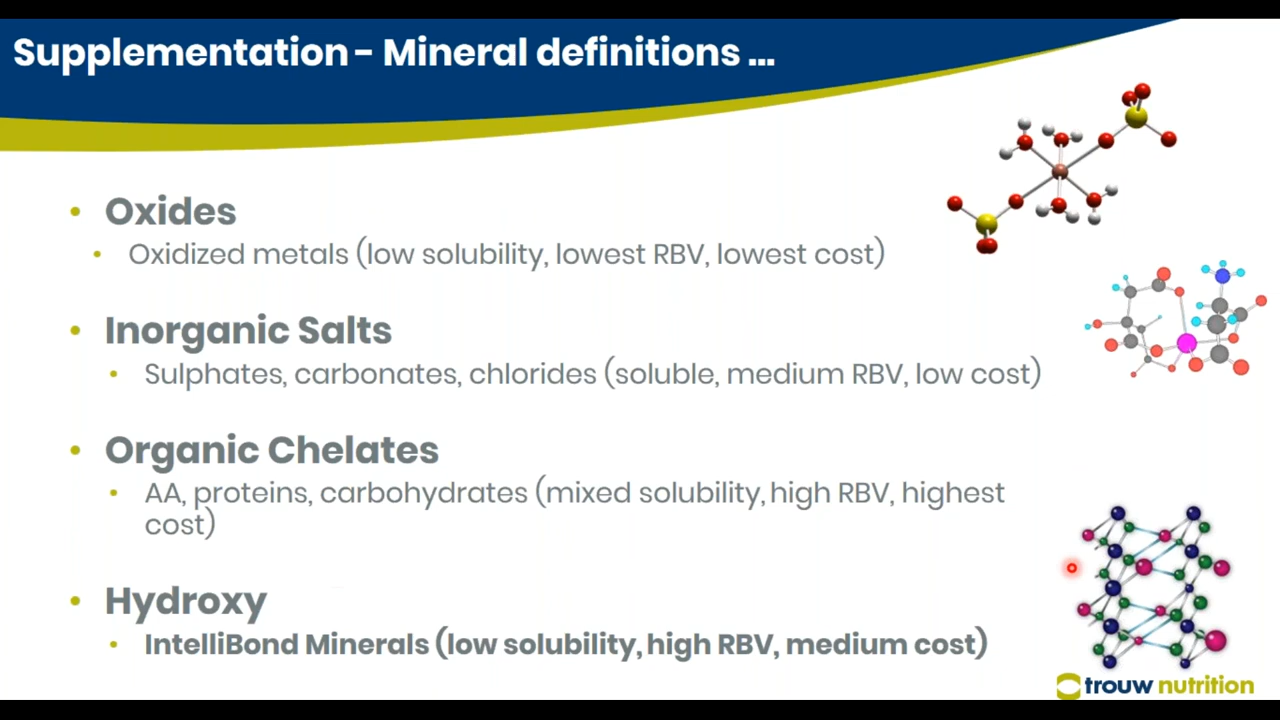 Supplementation - Mineral definitions ...
• Oxides
• Oxidized metals (low solubility, lowest RBV, lowest cost)
• Inorganic Salts
• Sulphates, carbonates, chlorides (soluble, medium RBV, low cost)
• Organic Chelates
• AA, proteins, carbohydrates (mixed solubility, high RBV, highest
cost)
• Hydroxy
• IntelliBond Minerals (low solubility, high RBV, medium cost)
trouw nutrition